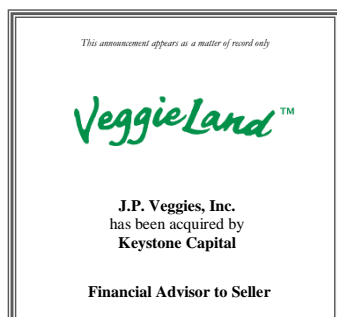 This announcement appears as a matter of record only
VeggieLand™
J.P. Veggies, Inc.
has been acquired by
Keystone Capital
Financial Advisor to Seller